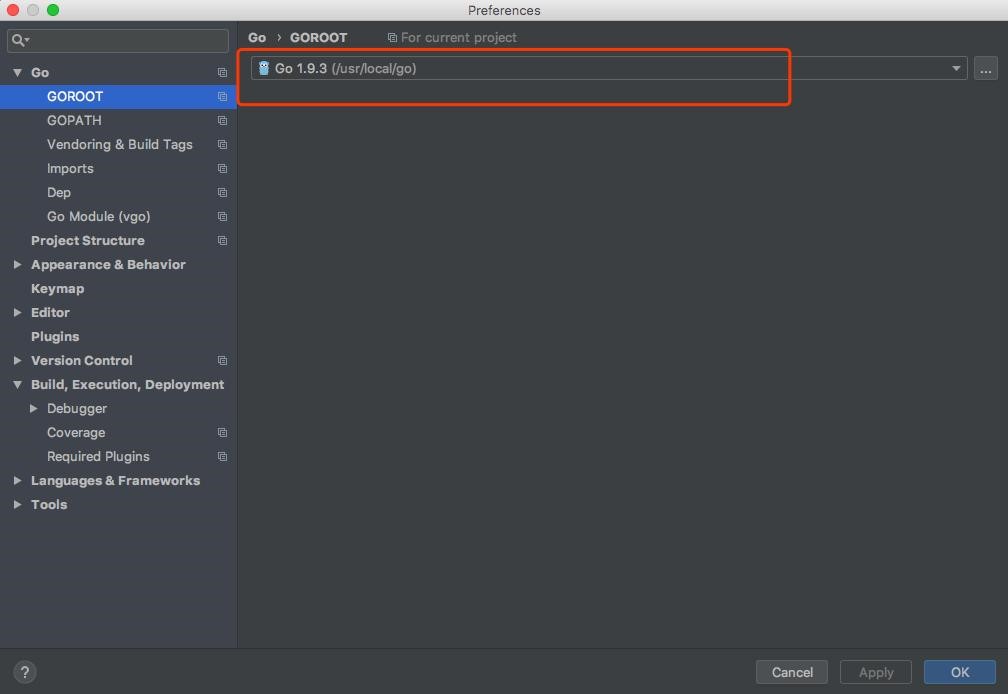 Preferences
Go › GOROOT For current project
Go 1.9.3 (/usr/local/go)
...
Go
GOROOT
GOPATH
Vendoring & Build Tags
Imports
Dep
Go Module (vgo)
Project Structure
Appearance & Behavior
Keymap
Editor
Plugins
Version Control
Build, Execution, Deployment
Debugger
Coverage
Required Plugins
Languages & Frameworks
Tools
?
Cancel
Apply
OK